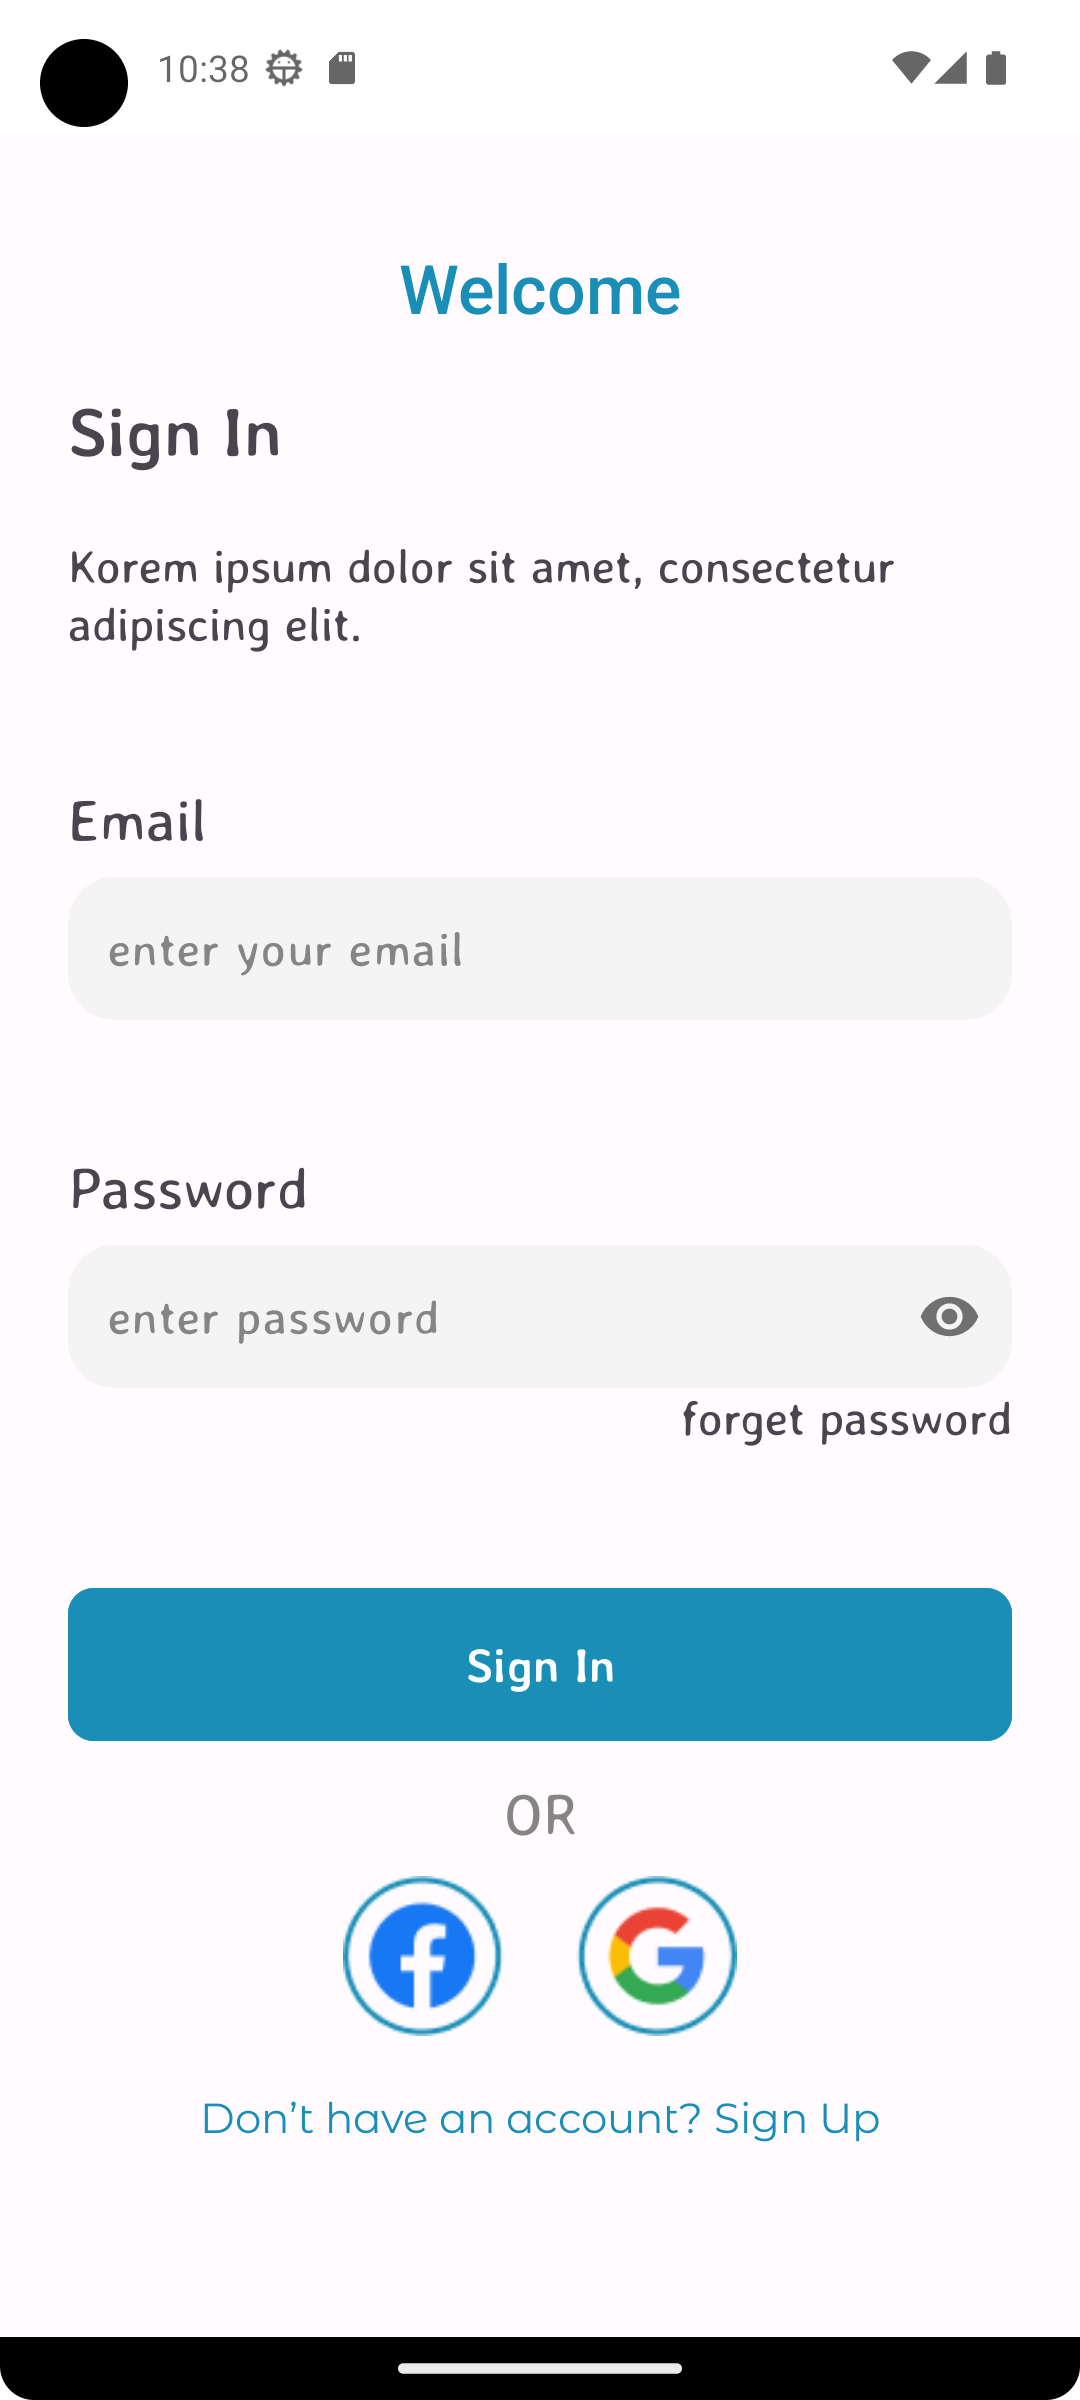 10:38
Welcome
Sign In
Korem ipsum dolor sit amet, consectetur
adipiscing elit.
Email
enter your email
Password
enter password
forget password
Sign In
OR
Don’t have an account? Sign Up